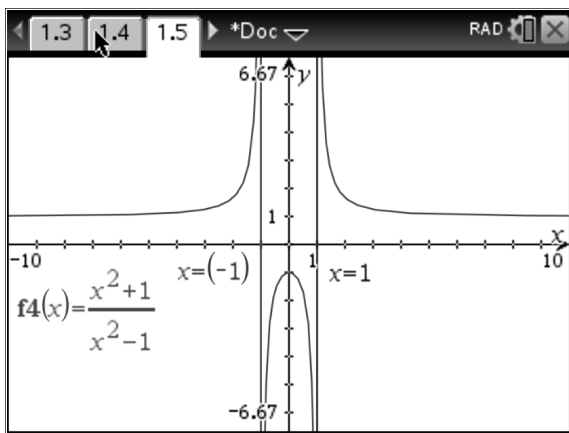 1.3 1.4 1.5 *Doc RAD
6.67 y
1
x
-10 1 10
x=(-1) x=1
f4(x)=x²+1/x²-1
-6.67